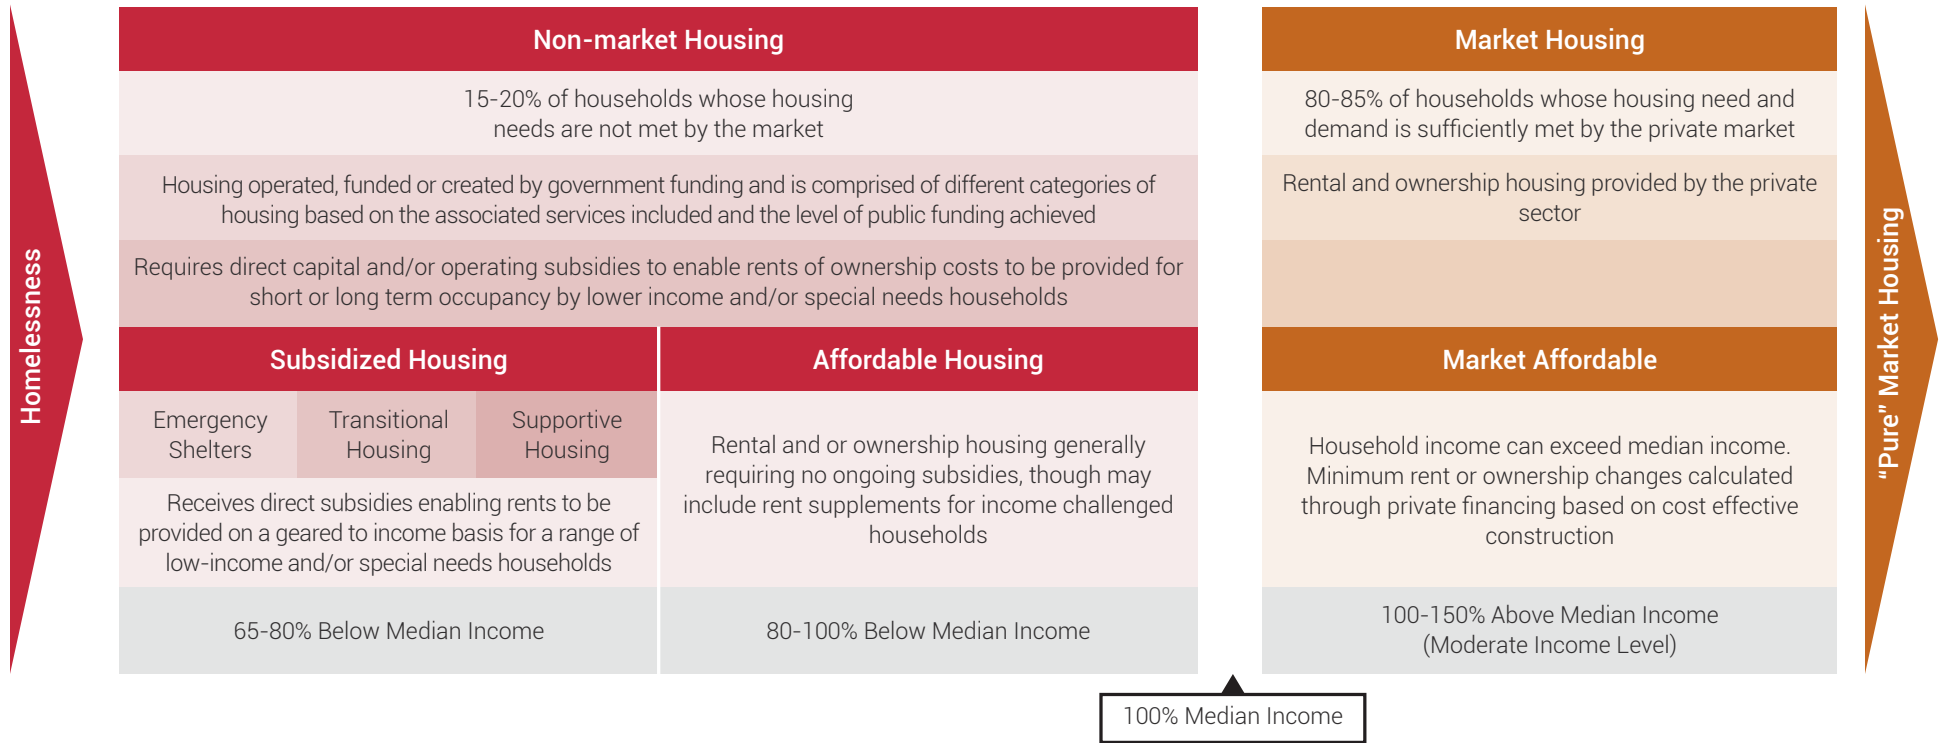 Homelessness
Non-market Housing
15-20% of households whose housing
needs are not met by the market
Housing operated, funded or created by government funding and is comprised of different categories of
housing based on the associated services included and the level of public funding achieved
Requires direct capital and/or operating subsidies to enable rents of ownership costs to be provided for
short or long term occupancy by lower income and/or special needs households
Subsidized Housing
Emergency
Shelters
Transitional
Housing
Supportive
Housing
Receives direct subsidies enabling rents to be
provided on a geared to income basis for a range of
low-income and/or special needs households
65-80% Below Median Income
Affordable Housing
Rental and or ownership housing generally
requiring no ongoing subsidies, though may
include rent supplements for income challenged
households
80-100% Below Median Income
Market Housing
80-85% of households whose housing need and
demand is sufficiently met by the private market
Rental and ownership housing provided by the private
sector
Market Affordable
Household income can exceed median income.
Minimum rent or ownership changes calculated
through private financing based on cost effective
construction
100-150% Above Median Income
(Moderate Income Level)
100% Median Income
"Pure" Market Housing